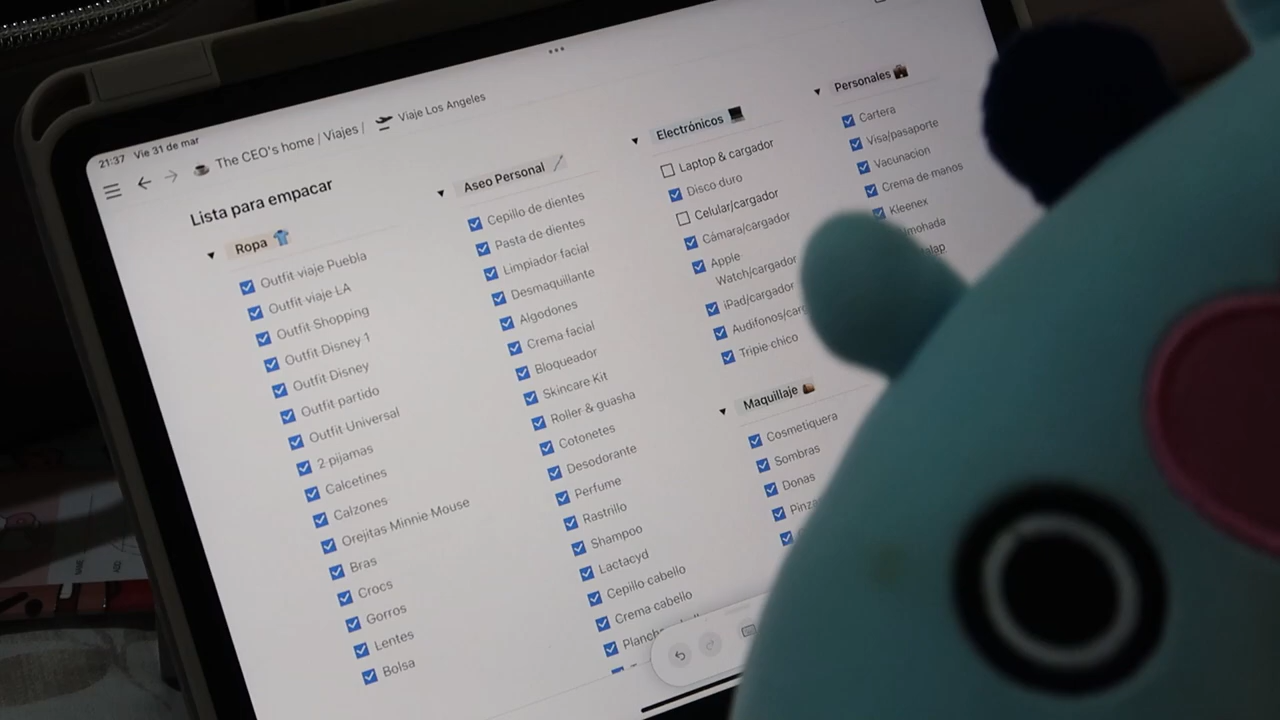 21:37 Vie 31 de mar
The CEO's home / Viajes / Viaje Los Angeles
Lista para empacar
Ropa
Outfit viaje Puebla
Outfit viaje LA
Outfit Shopping
Outfit Disney 1
Outfit Disney
Outfit partido
Outfit Universal
2 pijamas
Calcetines
Calzones
Orejitas Minnie Mouse
Bras
Crocs
Gorros
Lentes
Bolsa
Aseo Personal
Cepillo de dientes
Pasta de dientes
Limpiador facial
Desmaquillante
Algodones
Crema facial
Bloqueador
Skincare Kit
Roller & guasha
Cotonetes
Desodorante
Perfume
Rastrillo
Shampoo
Lactacyd
Cepillo cabello
Crema cabello
Electrónicos
Laptop & cargador
Disco duro
Celular/cargador
Cámara/cargador
Apple
Watch/cargador
iPad/cargador
Audifonos/carg
Tripie chico
Maquillaje
Cosmetiquera
Sombras
Donas
Pinza
Personales
Cartera
Visa/pasaporte
Vacunacion
Crema de manos
Kleenex